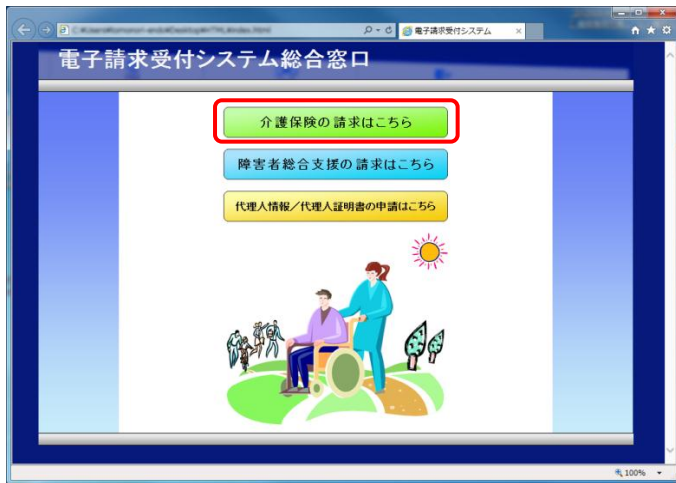 電子請求受付システム
電子請求受付システム総合窓口
介護保険の請求はこちら
障害者総合支援の請求はこちら
代理人情報/代理人証明書の申請はこちら
100%